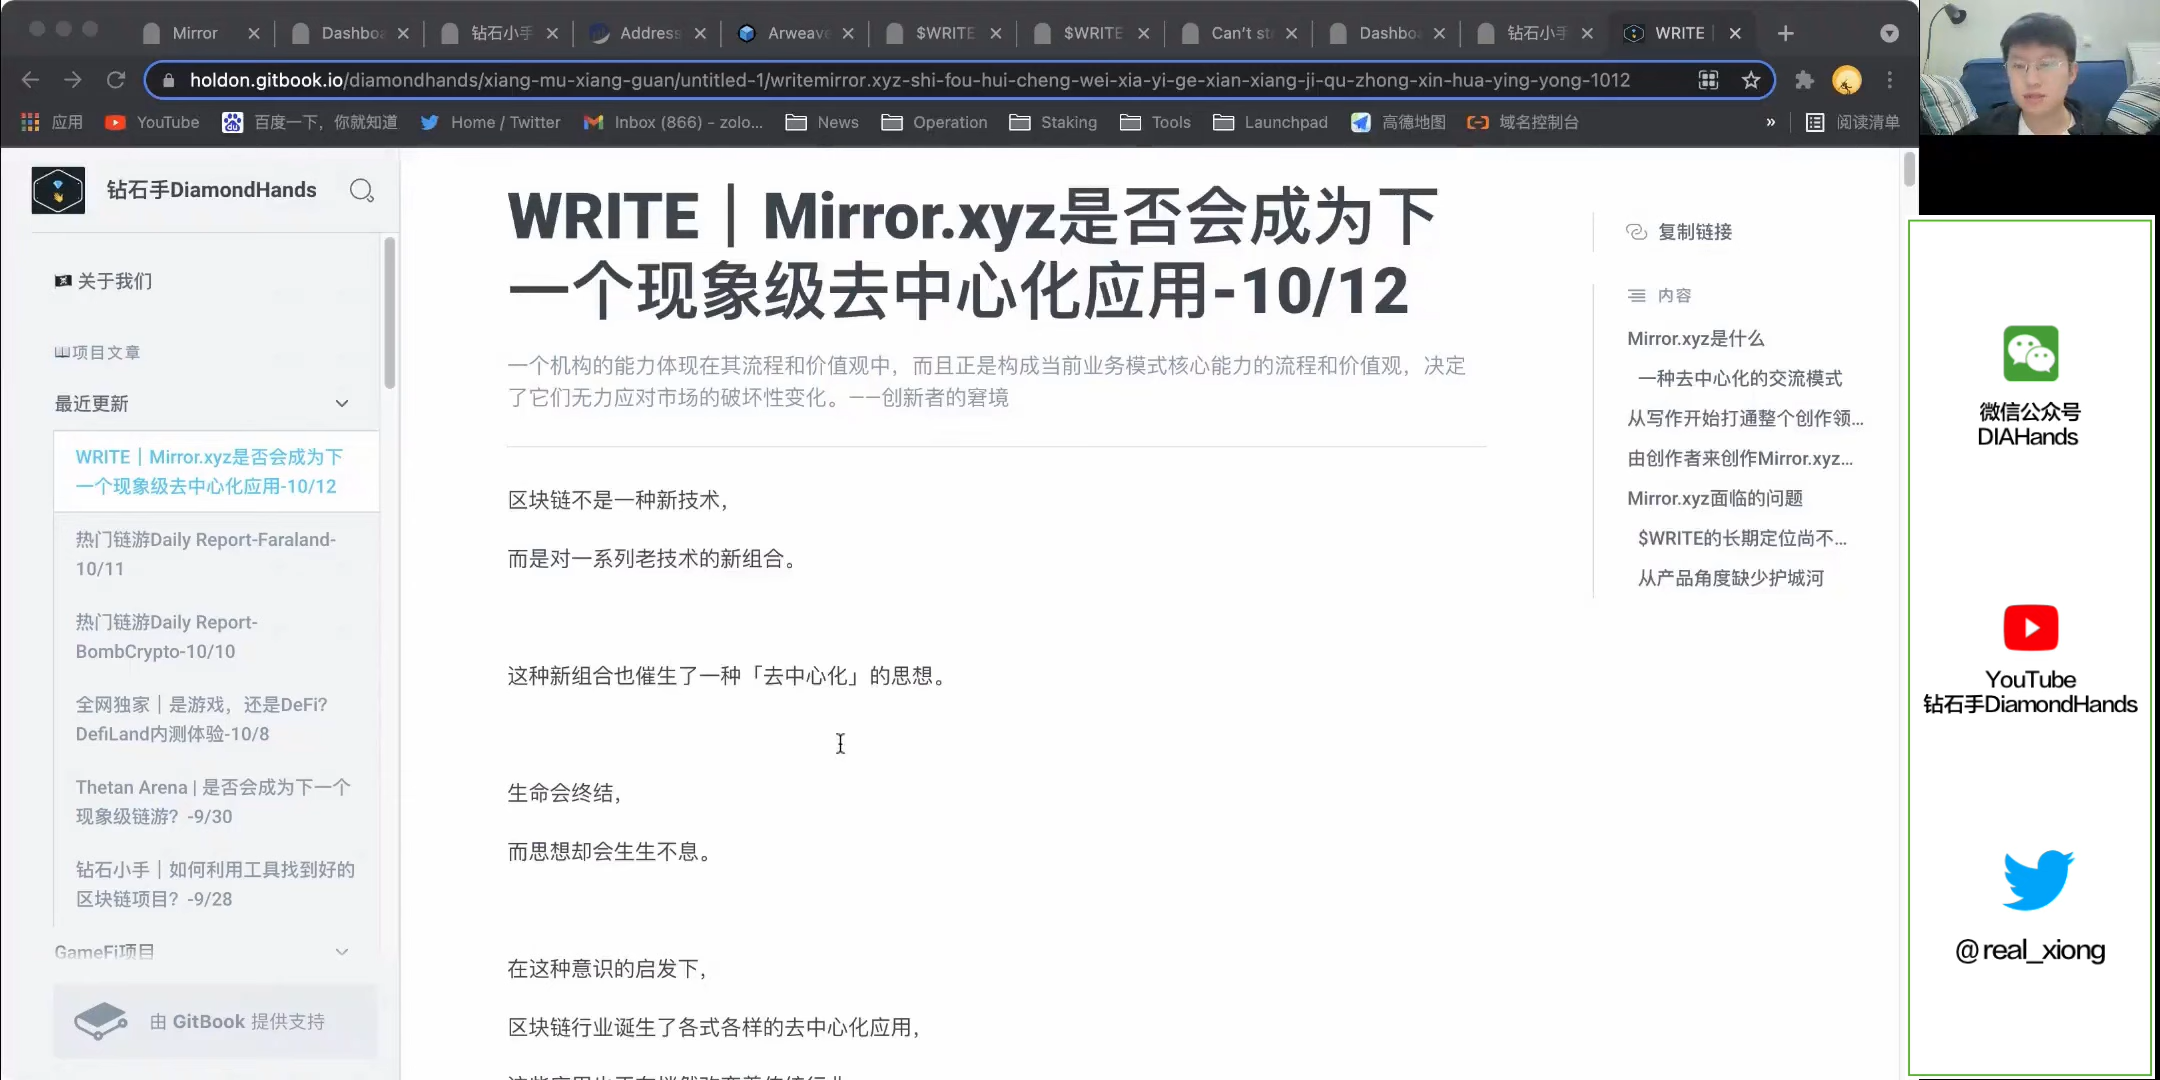 Mirror
Dashboa
钻石小手
Address
Arweave
$WRITE
$WRITE
Can't st
Dashboa
钻石小手
WRITE |
holdon.gitbook.io/diamondhands/xiang-mu-xiang-guan/untitled-1/writemirror.xyz-shi-fou-hui-cheng-wei-xia-yi-ge-xian-xiang-ji-qu-zhong-xin-hua-ying-yong-1012
应用
YouTube
百度一下，你就知道
Home / Twitter
Inbox (866) - zolo...
News
Operation
Staking
Tools
Launchpad
高德地图
域名控制台
»
阅读清单
钻石手DiamondHands
关于我们
项目文章
最近更新
WRITE｜Mirror.xyz是否会成为下
一个现象级去中心化应用-10/12
热门链游Daily Report-Faraland-
10/11
热门链游Daily Report-
BombCrypto-10/10
全网独家｜是游戏，还是DeFi?
DefiLand内测体验-10/8
Thetan Arena | 是否会成为下一个
现象级链游？-9/30
钻石小手｜如何利用工具找到好的
区块链项目？-9/28
GameFi项目
由 GitBook 提供支持
WRITE｜Mirror.xyz是否会成为下
一个现象级去中心化应用-10/12
一个机构的能力体现在其流程和价值观中，而且正是构成当前业务模式核心能力的流程和价值观，决定
了它们无力应对市场的破坏性变化。——创新者的窘境
区块链不是一种新技术，
而是对一系列老技术的新组合。
这种新组合也催生了一种「去中心化」的思想。
生命会终结，
而思想却会生生不息。
在这种意识的启发下，
区块链行业诞生了各式各样的去中心化应用，
复制链接
内容
Mirror.xyz是什么
一种去中心化的交流模式
从写作开始打通整个创作领...
由创作者来创作Mirror.xyz...
Mirror.xyz面临的问题
$WRITE的长期定位尚不...
从产品角度缺少护城河
微信公众号
DIAHands
YouTube
钻石手DiamondHands
@real_xiong